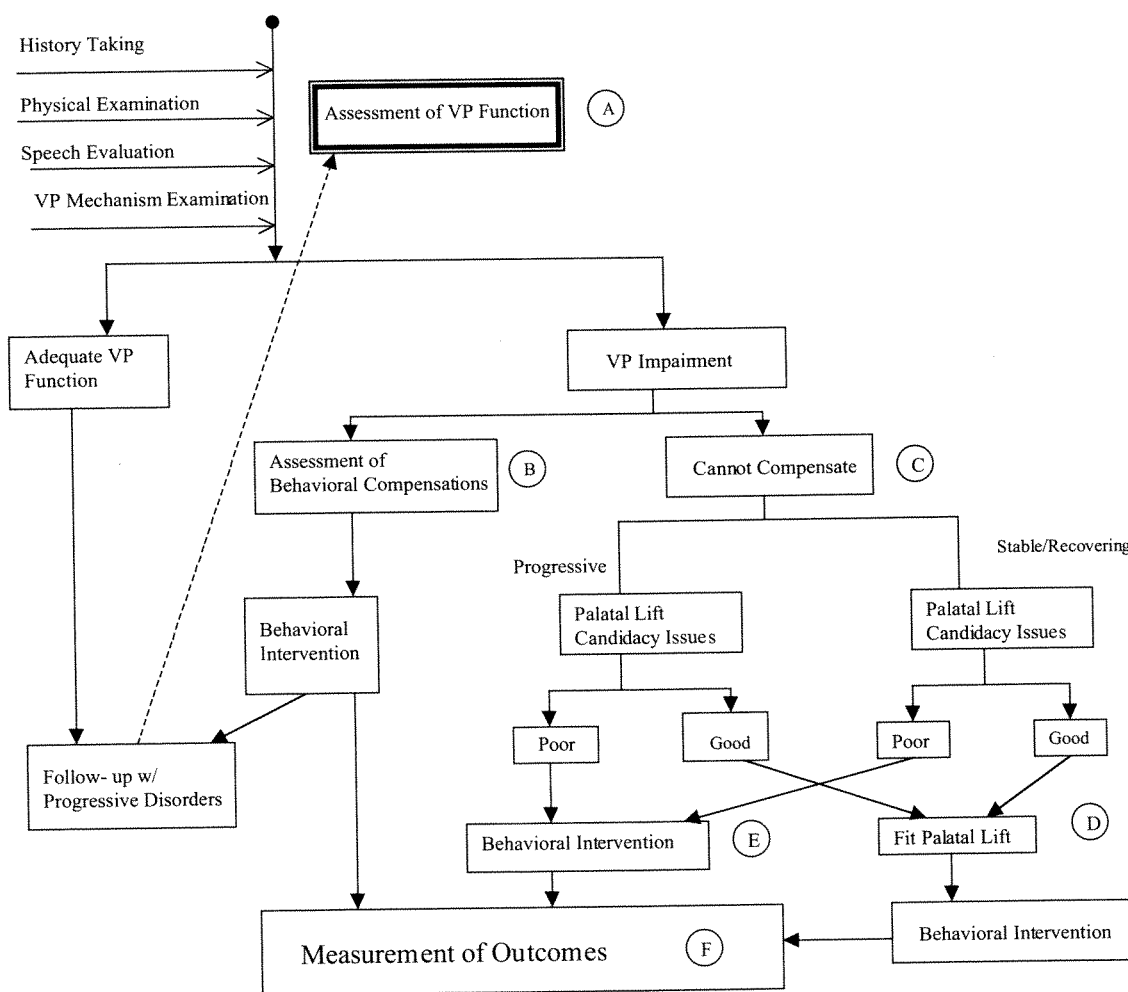 History Taking
Physical Examination
Speech Evaluation
VP Mechanism Examination
Assessment of VP Function
A
Adequate VP
Function
VP Impairment
Assessment of
Behavioral Compensations
B
Cannot Compensate
C
Progressive
Stable/Recovering
Palatal Lift
Candidacy Issues
Palatal Lift
Candidacy Issues
Behavioral
Intervention
Poor
Good
Poor
Good
Follow- up w/
Progressive Disorders
Behavioral Intervention
E
Fit Palatal Lift
D
Measurement of Outcomes
F
Behavioral Intervention